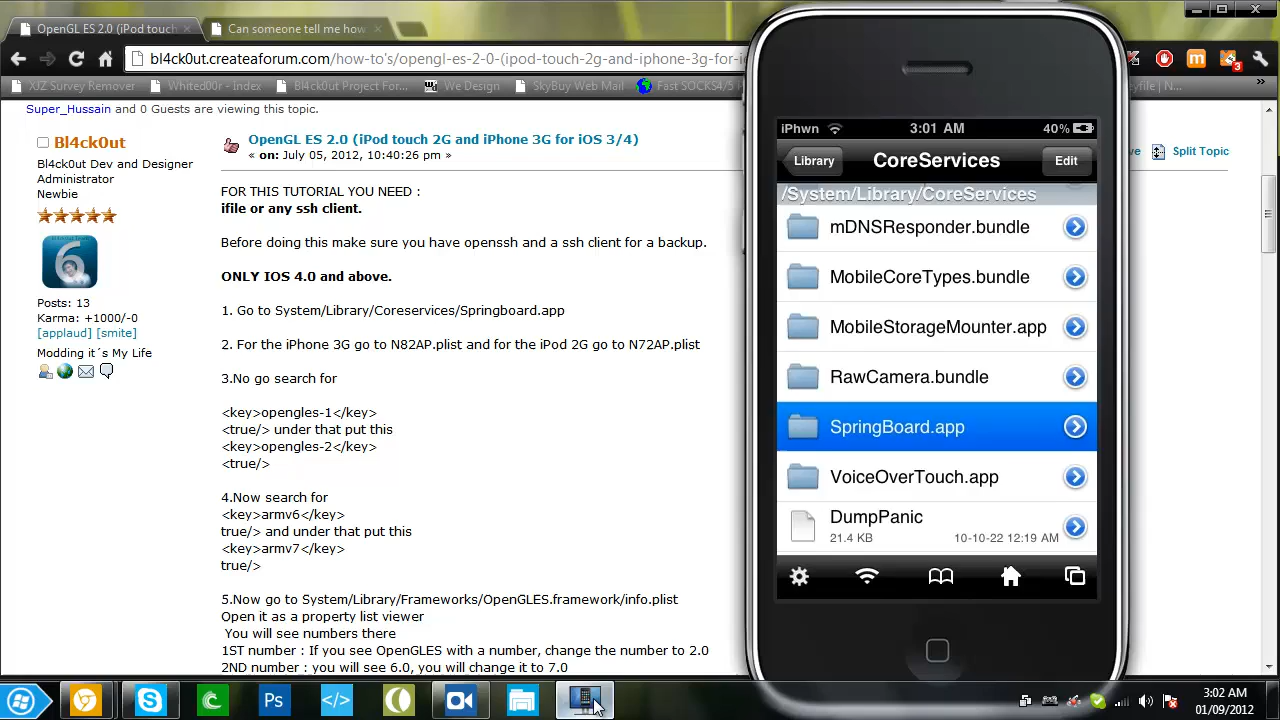 OpenGL ES 2.0 (iPod touch
Can someone tell me how
bl4ck0ut.createaforum.com/how-to's/opengl-es-2-0-(ipod-touch-2g-and-iphone-3g-for-i
m
3
XJZ Survey Remover
Whited00r - Index
Bl4ck0ut Project For...
We Design
SkyBuy Web Mail
Fast SOCKS4/5
eyfile | N...
»
Super_Hussain and 0 Guests are viewing this topic.
Bl4ck0ut
Bl4ck0ut Dev and Designer
Administrator
Newbie
6
Posts: 13
Karma: +1000/-0
[applaud] [smite]
Modding it´s My Life
OpenGL ES 2.0 (iPod touch 2G and iPhone 3G for iOS 3/4)
« on: July 05, 2012, 10:40:26 pm »
Split Topic
FOR THIS TUTORIAL YOU NEED :
ifile or any ssh client.
Before doing this make sure you have openssh and a ssh client for a backup.
ONLY IOS 4.0 and above.
1. Go to System/Library/Coreservices/Springboard.app
2. For the iPhone 3G go to N82AP.plist and for the iPod 2G go to N72AP.plist
3.No go search for
<key>opengles-1</key>
<true/> under that put this
<key>opengles-2</key>
<true/>
4.Now search for
<key>armv6</key>
true/> and under that put this
<key>armv7</key>
true/>
5.Now go to System/Library/Frameworks/OpenGLES.framework/info.plist
Open it as a property list viewer
You will see numbers there
1ST number : If you see OpenGLES with a number, change the number to 2.0
2ND number : you will see 6.0, you will change it to 7.0
iPhwn
3:01 AM
40%
Library
CoreServices
Edit
/System/Library/CoreServices
mDNSResponder.bundle
MobileCoreTypes.bundle
MobileStorageMounter.app
RawCamera.bundle
SpringBoard.app
VoiceOverTouch.app
DumpPanic
21.4 KB
10-10-22 12:19 AM
Ps
</>
3:02 AM
01/09/2012